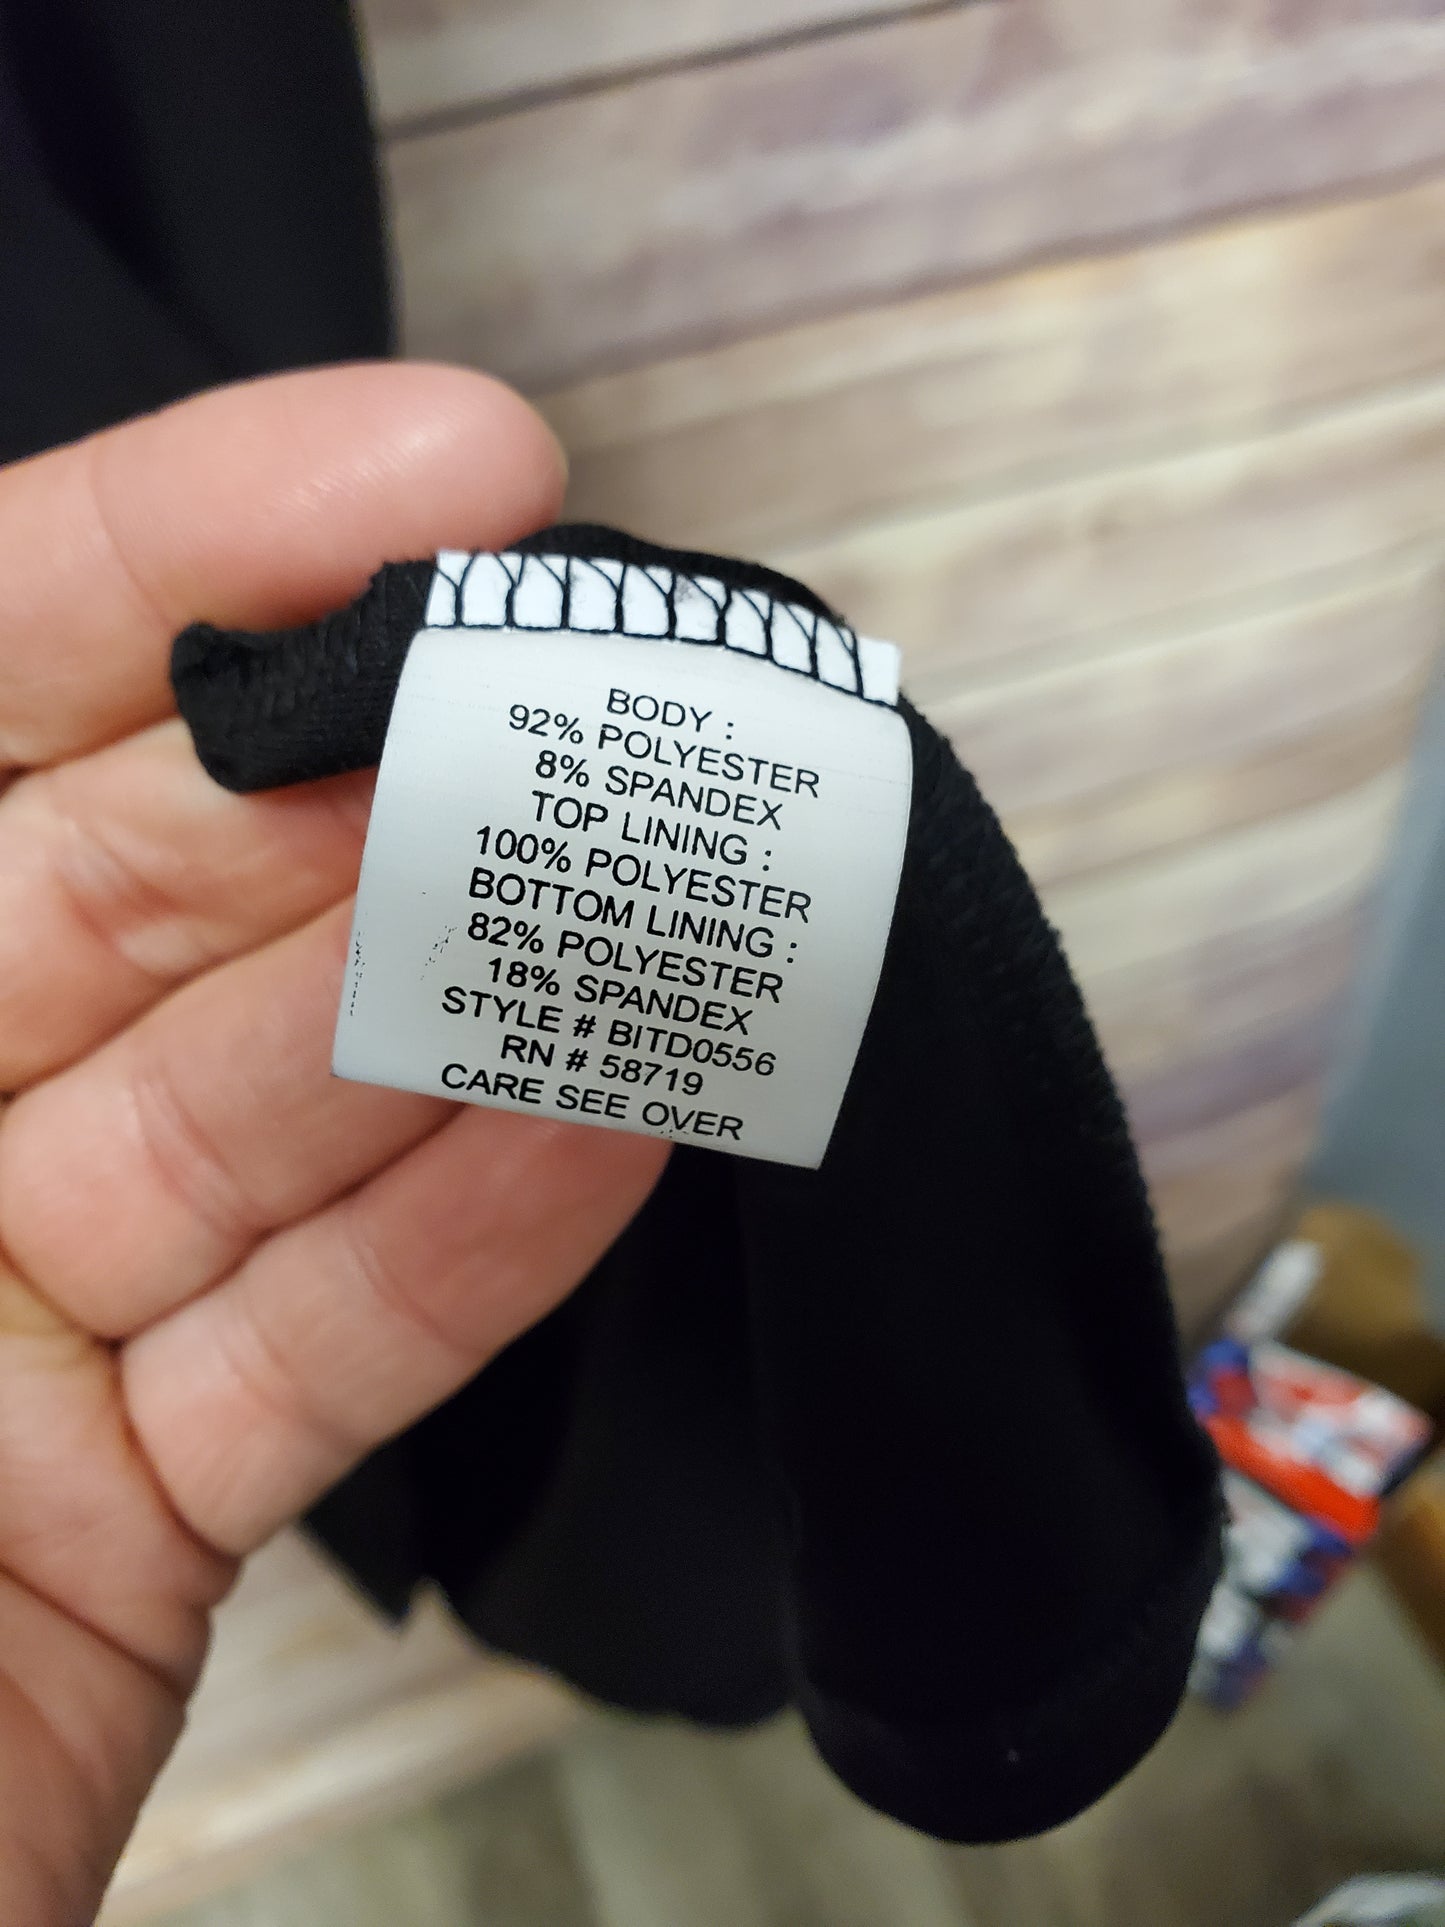 BODY :
92% POLYESTER
8% SPANDEX
TOP LINING :
100% POLYESTER
BOTTOM LINING :
82% POLYESTER
18% SPANDEX
STYLE # BITD0556
RN # 58719
CARE SEE OVER